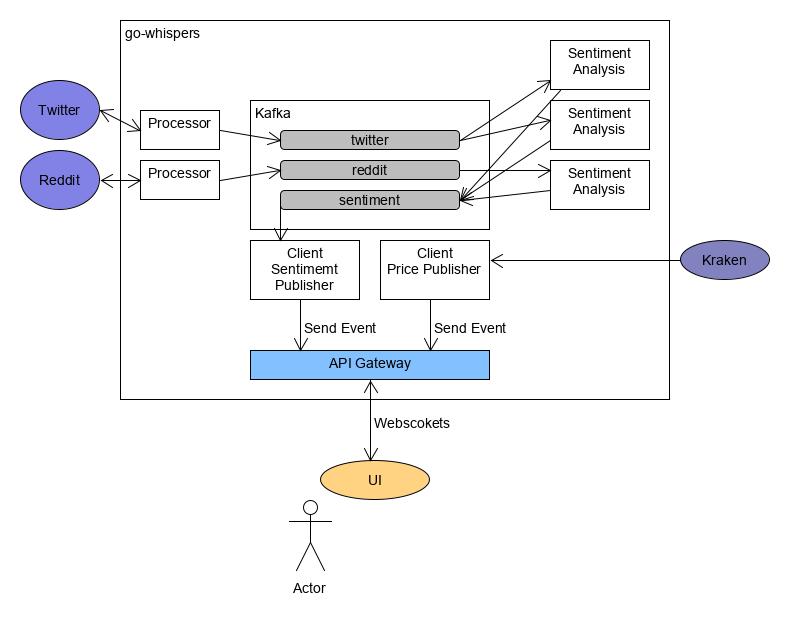 go-whispers
Sentiment
Analysis
Twitter
Processor
Kafka
twitter
Sentiment
Analysis
Reddit
Processor
reddit
Sentiment
Analysis
sentiment
Client
Sentimemt
Publisher
Client
Price Publisher
Kraken
Send Event
Send Event
API Gateway
Webscokets
UI
Actor